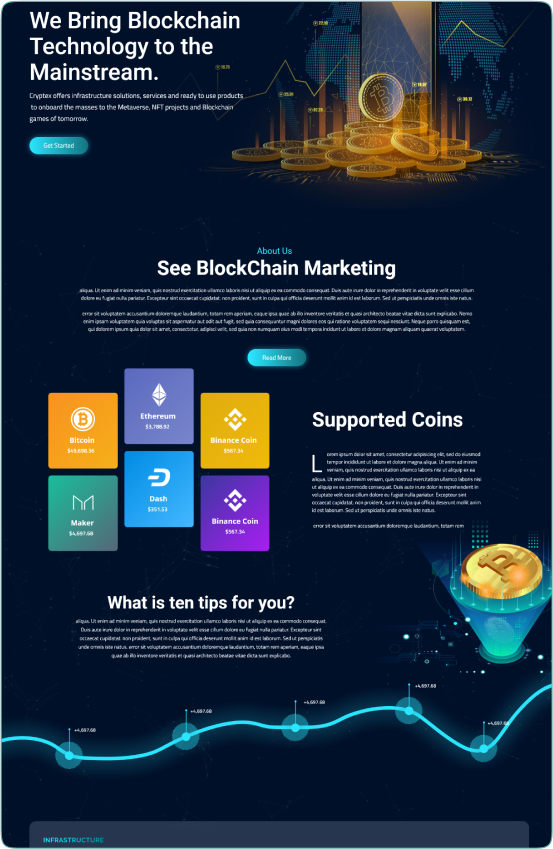 We Bring Blockchain
Technology to the
Mainstream.
Cryptex offers infrastructure solutions, services and ready to use products
to onboard the masses to the Metaverse, NFT projects and Blockchain
games of tomorrow.
Get Started
About Us
See BlockChain Marketing
aliqua. Ut enim ad minim veniam, quis nostrud exercitation ullamco laboris nisi ut aliquip ex ea commodo consequat. Duis aute irure dolor in reprehenderit in voluptate velit esse cillum
dolore eu fugiat nulla pariatur. Excepteur sint occaecat cupidatat non proident, sunt in culpa qui officia deserunt mollit anim id est laborum. Sed ut perspiciatis unde omnis iste natus
error sit voluptatem accusantium doloremque laudantium, totam rem aperiam, eaque ipsa quae ab illo inventore veritatis et quasi architecto beatae vitae dicta sunt explicabo. Nemo
enim ipsam voluptatem quia voluptas sit aspernatur aut odit aut fugit, sed quia consequuntur magni dolores eos qui ratione voluptatem sequi nesciunt. Neque porro quisquam est,
qui dolorem ipsum quia dolor sit amet, consectetur, adipisci velit, sed quia non numquam eius modi tempora incidunt ut labore et dolore magnam aliquam quaerat voluptatem.
Read More
Bitcoin
Ethereum
$3,788.92
Binance Coin
$567.34
Maker
$4,697.68
Dash
$351.53
Binance Coin
$567.34
Supported Coins
Lorem ipsum dolor sit amet, consectetur adipisicing elit, sed do eiusmod
tempor incididunt ut labore et dolore magna aliqua. Ut enim ad minim
veniam, quis nostrud exercitation ullamco laboris nisi ut aliquip ex ea
aliqua. Ut enim ad minim veniam, quis nostrud exercitation ullamco laboris nisi
ut aliquip ex ea commodo consequat. Duis aute irure dolor in reprehenderit in
voluptate velit esse cillum dolore eu fugiat nulla pariatur. Excepteur sint
occaecat cupidatat non proident, sunt in culpa qui officia deserunt mollit anim
id est laborum. Sed ut perspiciatis unde omnis iste natus
error sit voluptatem accusantium doloremque laudantium, totam rem
What is ten tips for you?
aliqua. Ut enim ad minim veniam, quis nostrud exercitation ullamco laboris nisi ut aliquip ex ea commodo consequat.
Duis aute irure dolor in reprehenderit in voluptate velit esse cillum dolore eu fugiat nulla pariatur. Excepteur sint
occaecat cupidatat non proident, sunt in culpa qui officia deserunt mollit anim id est laborum. Sed ut perspiciatis
unde omnis iste natus error sit voluptatem accusantium doloremque laudantium, totam rem aperiam, eaque ipsa
quae ab illo inventore veritatis et quasi architecto beatae vitae dicta sunt explicabo.
+4,697.68
+4,697.68
+4,697.68
+4,697.68
+4,697.68
INFRASTRUCTURE